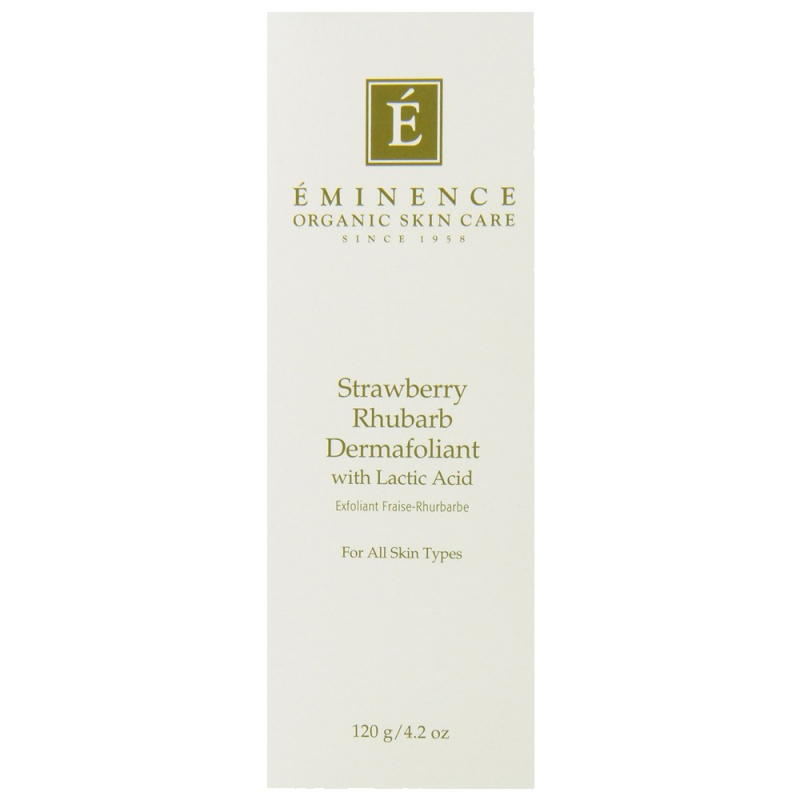 É
ÉMINENCE
ORGANIC SKIN CARE
SINCE 1958
Strawberry
Rhubarb
Dermafoliant
with Lactic Acid
Exfoliant Fraise-Rhurbarbe
For All Skin Types
120 g/4.2 oz